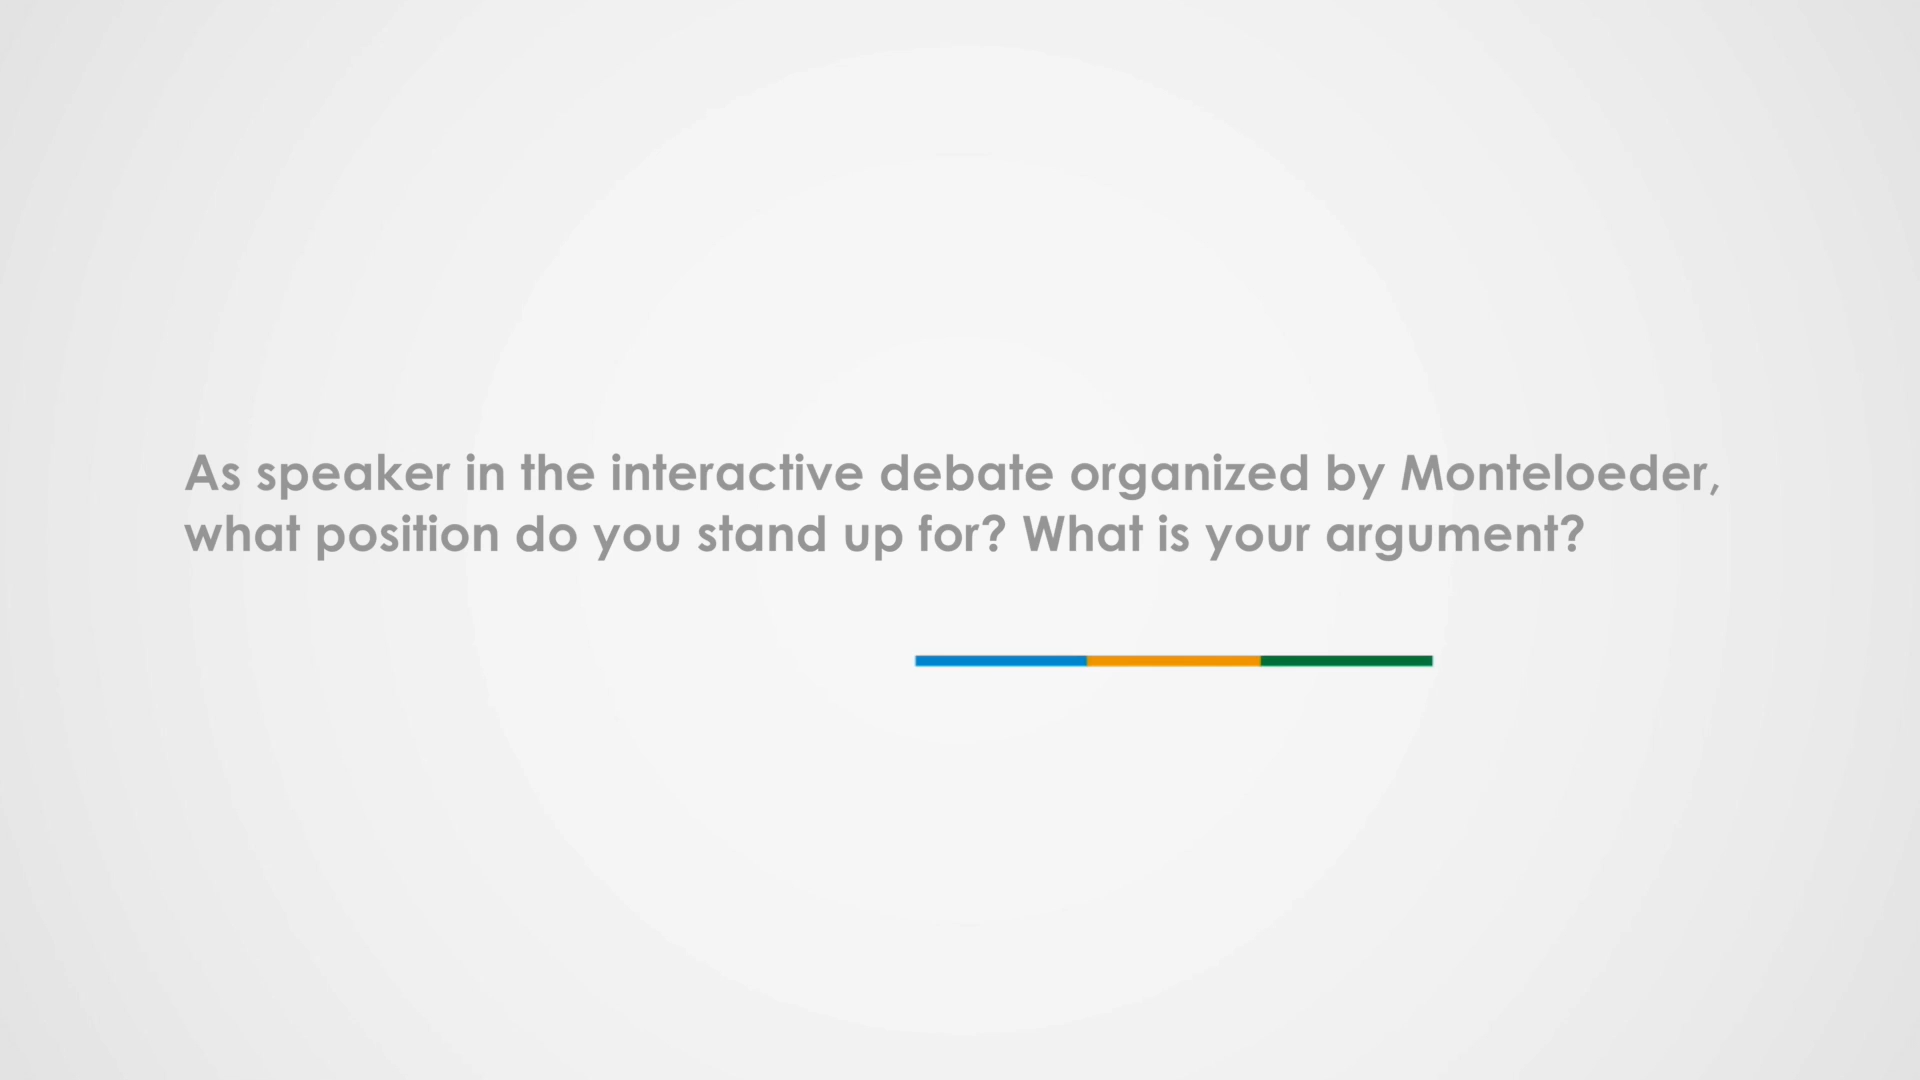 As speaker in the interactive debate organized by Monteloeder,
what position do you stand up for? What is your argument?